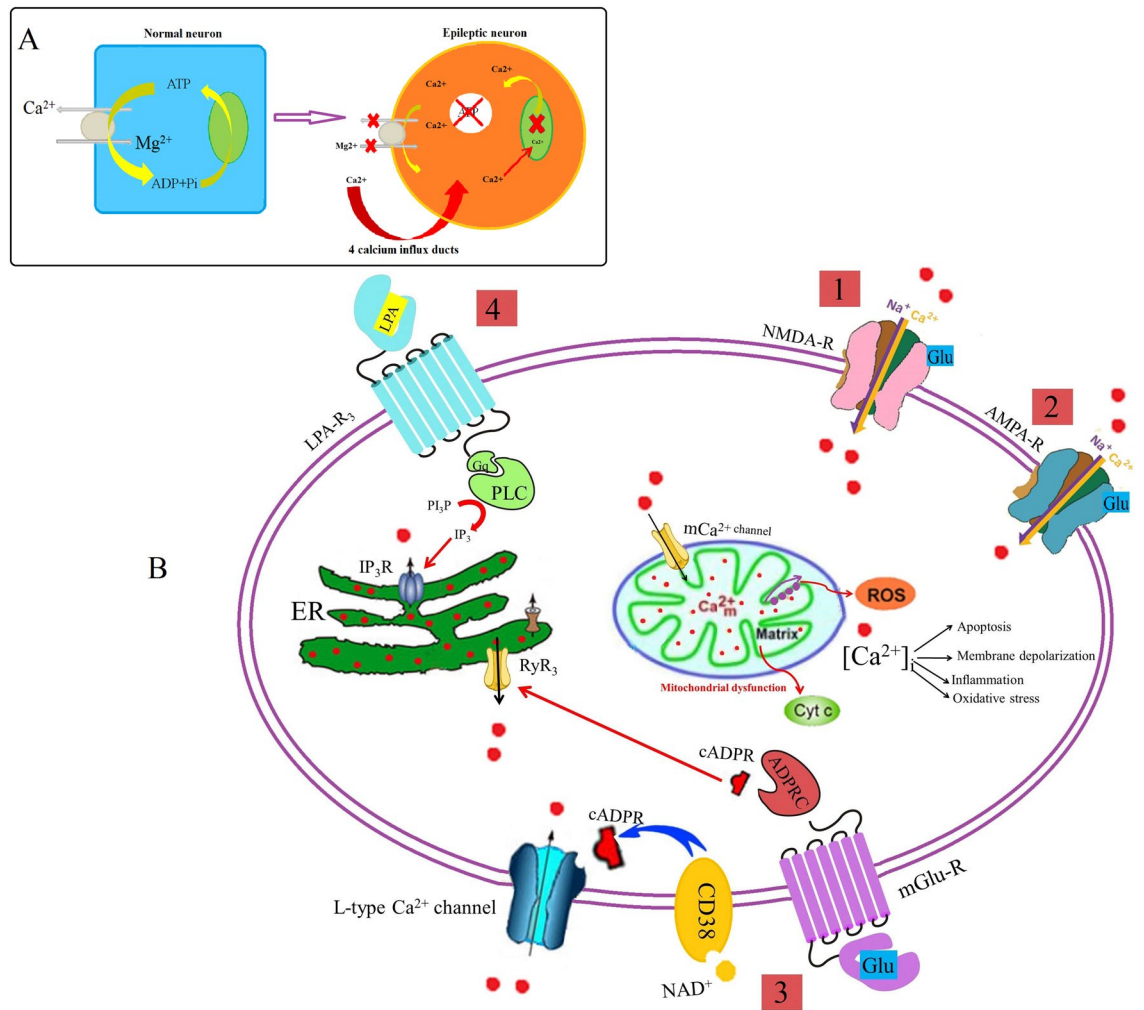 A
Normal neuron
Epileptic neuron
ATP
Ca²⁺
Mg²⁺
ADP+Pi
Ca²⁺
Ca²⁺
ATP
Ca²⁺
Mg²⁺
Ca²⁺
Ca²⁺
Ca²⁺
4 calcium influx ducts
B
4
LPA
LPA-R₃
Gq
PLC
PI₃P
IP₃
IP₃R
ER
RyR₃
1
NMDA-R
Na⁺ Ca²⁺
Glu
2
AMPA-R
Na⁺
Ca²⁺
Glu
mCa²⁺ channel
Ca²⁺m
Matrix
ROS
Mitochondrial dysfunction
Cyt c
[Ca²⁺]i
Apoptosis
Membrane depolarization
Inflammation
Oxidative stress
cADPR
ADPRC
cADPR
L-type Ca²⁺ channel
CD38
NAD⁺
3
mGlu-R
Glu